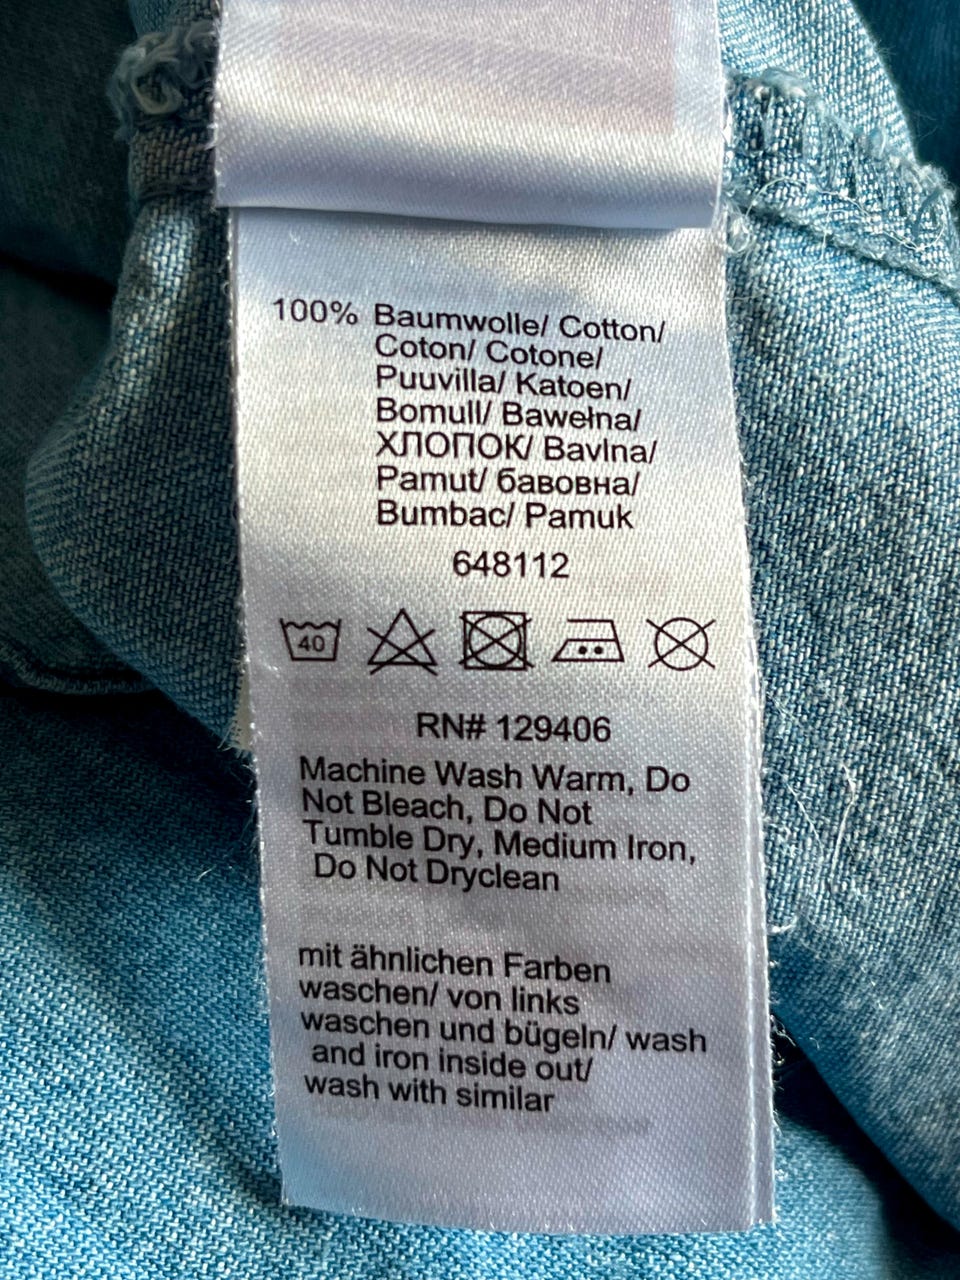 100% Baumwolle/ Cotton/
Coton/ Cotone/
Puuvilla/ Katoen/
Bomull/ Bawełna/
ХЛОПОК/ Bavlna/
Pamut/ бавовна/
Bumbac/ Pamuk
648112
40
RN# 129406
Machine Wash Warm, Do
Not Bleach, Do Not
Tumble Dry, Medium Iron,
Do Not Dryclean
mit ähnlichen Farben
waschen/ von links
waschen und bügeln/ wash
and iron inside out/
wash with similar